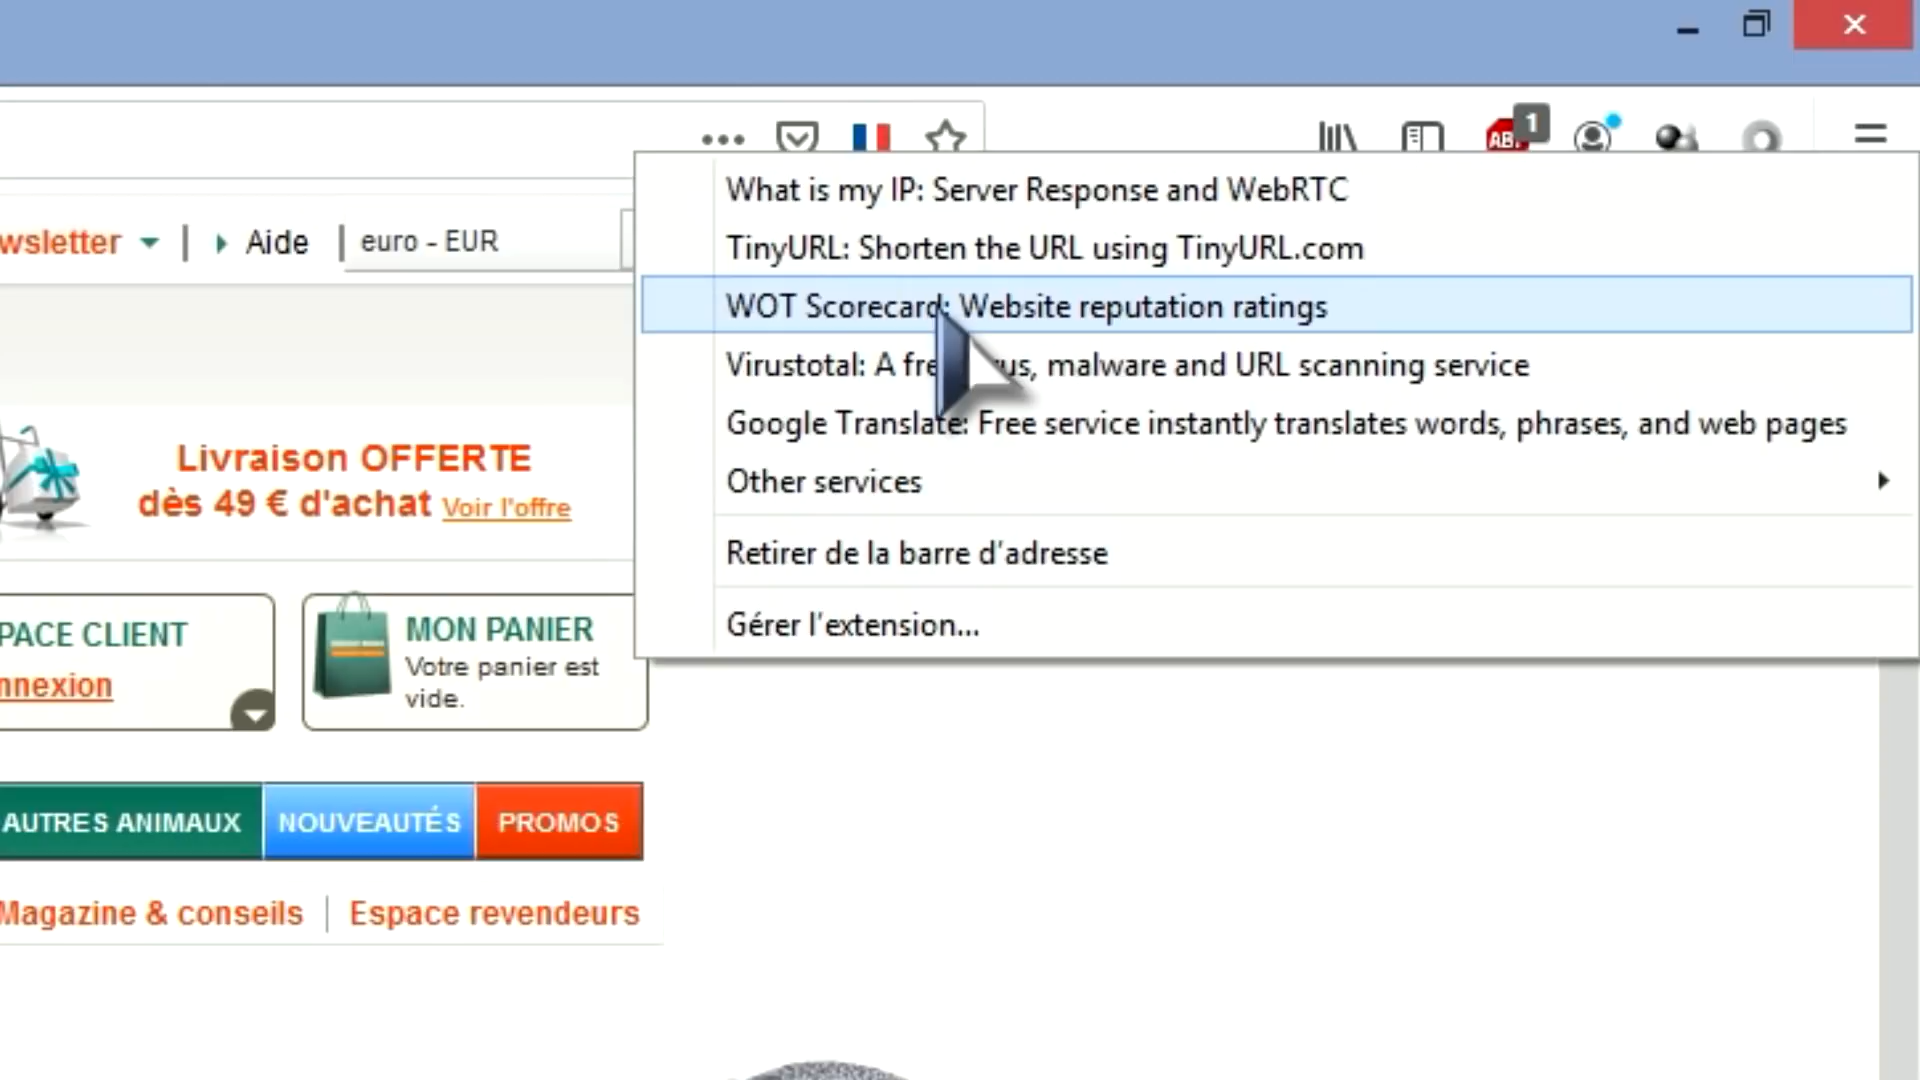 1
What is my IP: Server Response and WebRTC
TinyURL: Shorten the URL using TinyURL.com
WOT Scorecard: Website reputation ratings
Virustotal: A fre us, malware and URL scanning service
Google Translate: Free service instantly translates words, phrases, and web pages
Other services
Retirer de la barre d'adresse
Gérer l'extension...
wsletter | Aide | euro - EUR
Livraison OFFERTE
dès 49 € d'achat Voir l'offre
PACE CLIENT
nnexion
MON PANIER
Votre panier est
vide.
AUTRES ANIMAUX NOUVEAUTÉS PROMOS
Magazine & conseils | Espace revendeurs